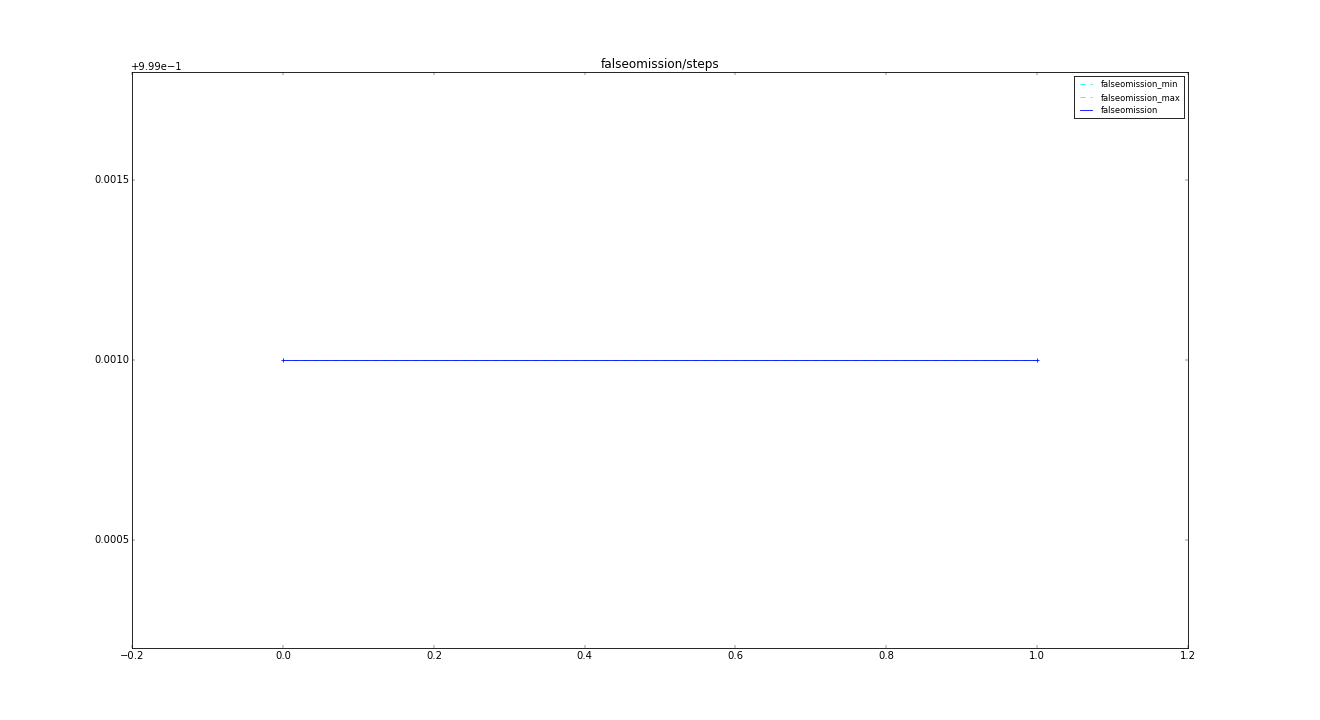 falseomission/steps
+9.99e−1
falseomission_min
falseomission_max
falseomission
0.0015
0.0010
0.0005
−0.2 0.0 0.2 0.4 0.6 0.8 1.0 1.2